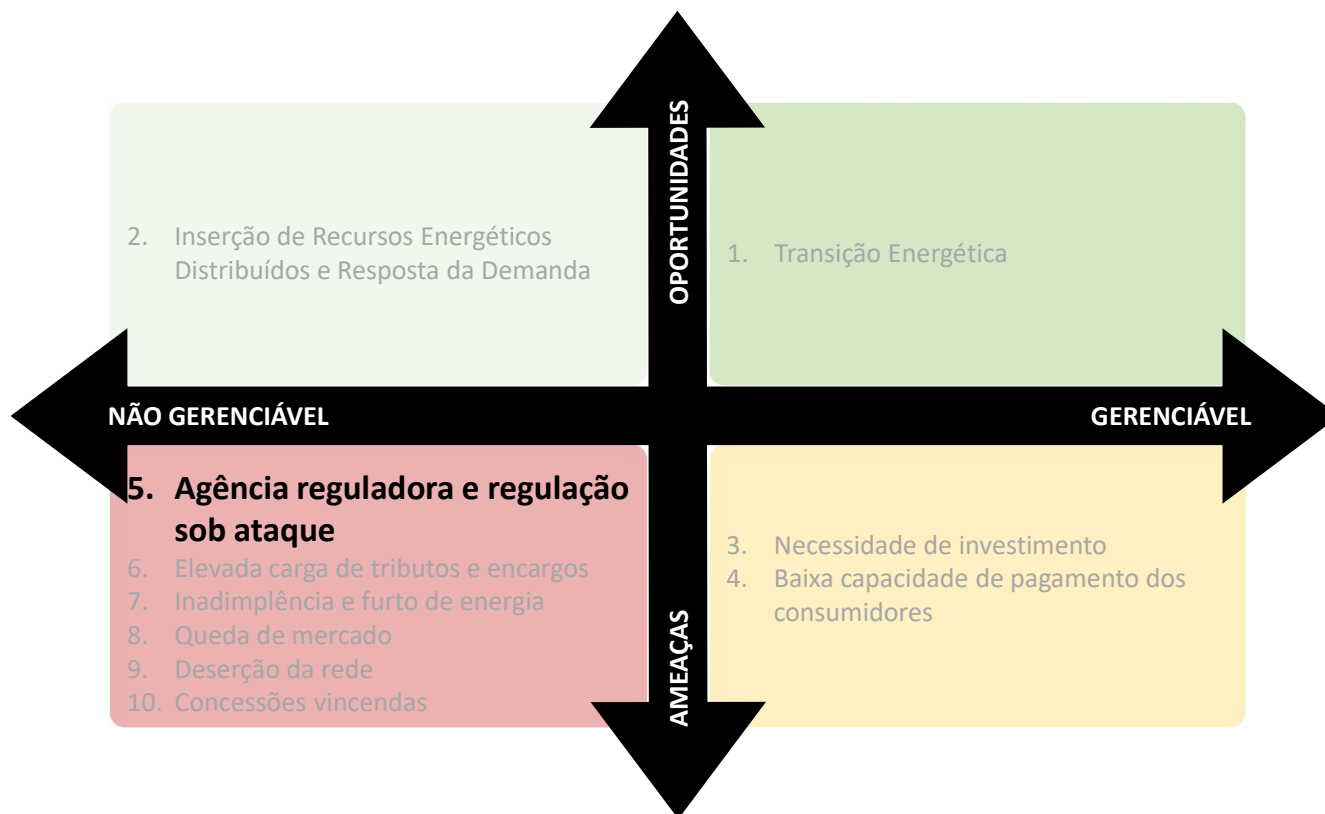 OPORTUNIDADES
2. Inserção de Recursos Energéticos
Distribuídos e Resposta da Demanda
1. Transição Energética
NÃO GERENCIÁVEL
GERENCIÁVEL
5. Agência reguladora e regulação
sob ataque
6. Elevada carga de tributos e encargos
7. Inadimplência e furto de energia
8. Queda de mercado
9. Deserção da rede
10. Concessões vincendas
3. Necessidade de investimento
4. Baixa capacidade de pagamento dos
consumidores
AMEAÇAS